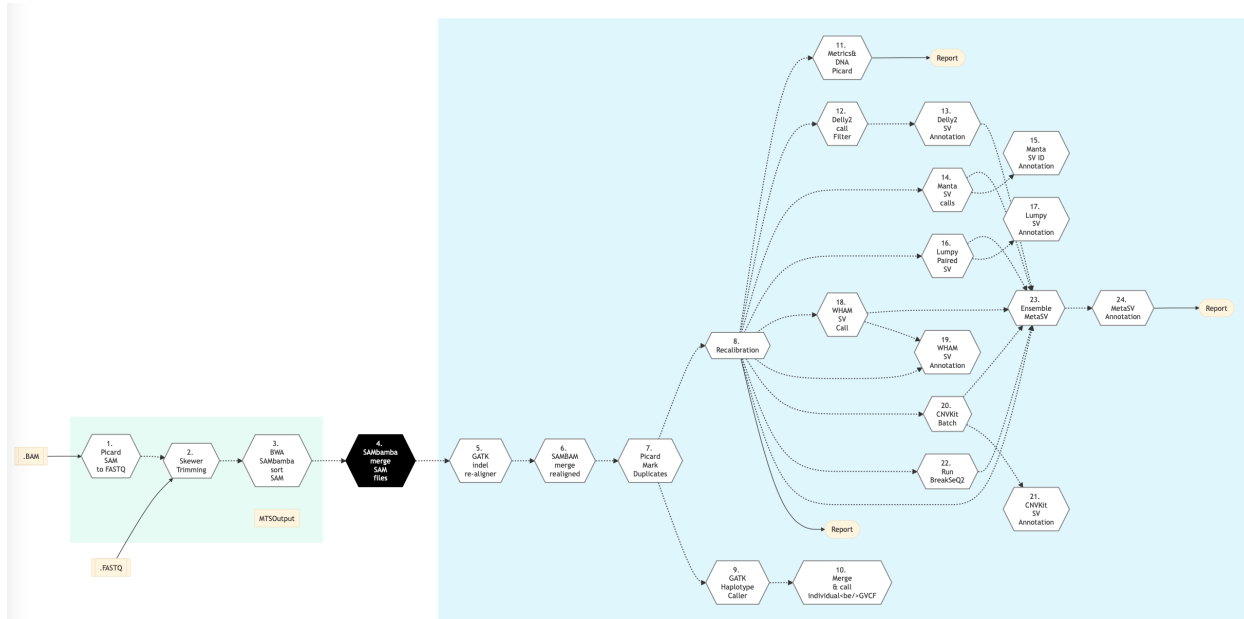 .BAM
.FASTQ
1.
Picard
SAM
to FASTQ
2.
Skewer
Trimming
3.
BWA
SAMbamba
sort
SAM
MTSOutput
4.
SAMbamba
merge
SAM
files
5.
GATK
indel
re-aligner
6.
SAMBAM
merge
realigned
7.
Picard
Mark
Duplicates
8.
Recalibration
9.
GATK
Haplotype
Caller
10.
Merge
& call
individual<be/>GVCF
11.
Metrics&
DNA
Picard
Report
12.
Delly2
call
Filter
13.
Delly2
SV
Annotation
14.
Manta
SV
calls
15.
Manta
SV ID
Annotation
16.
Lumpy
Paired
SV
17.
Lumpy
SV
Annotation
18.
WHAM
SV
Call
19.
WHAM
SV
Annotation
20.
CNVKit
Batch
21.
CNVKit
SV
Annotation
22.
Run
BreakSeQ2
Report
23.
Ensemble
MetaSV
24.
MetaSV
Annotation
Report